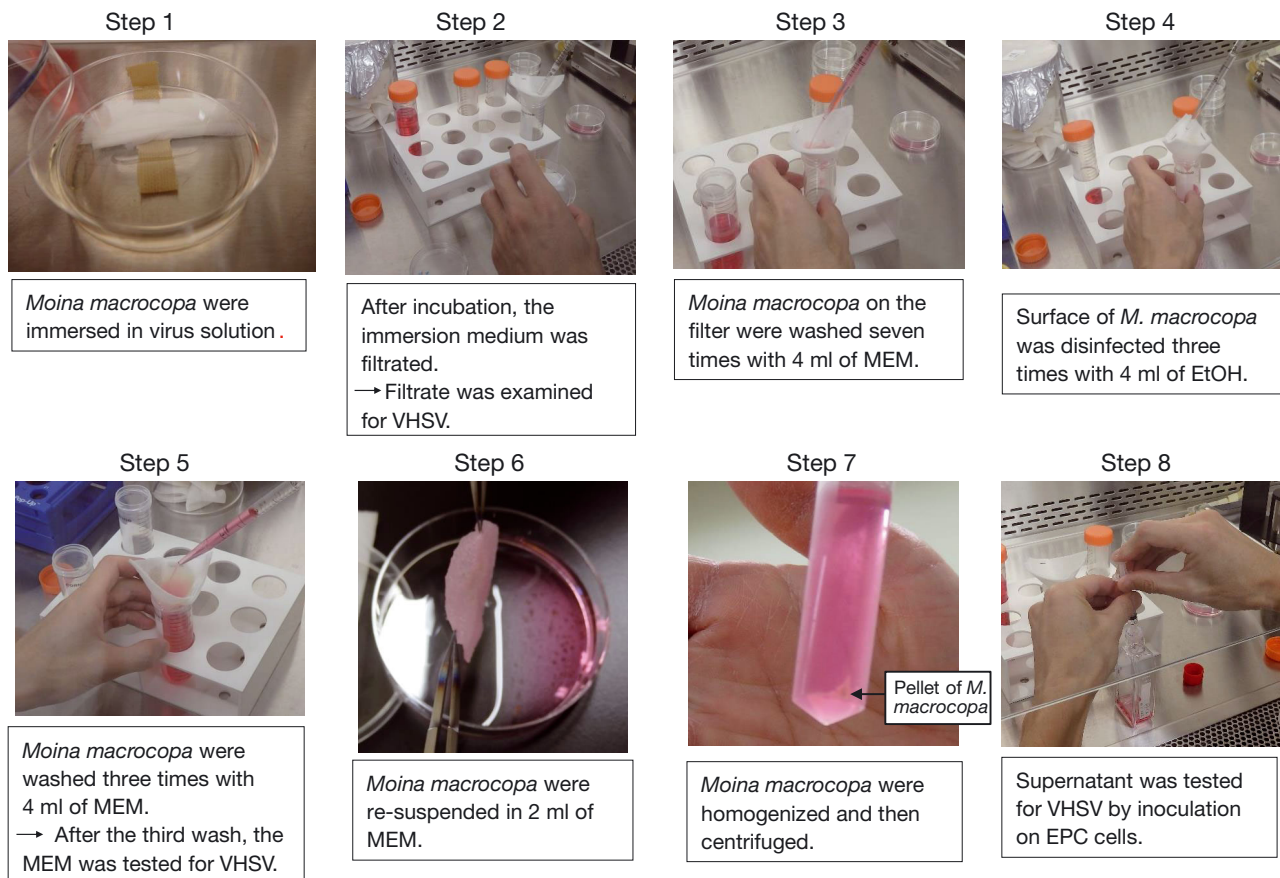 Step 1
Step 2
Step 3
Step 4
Moina macrocopa were
immersed in virus solution.
After incubation, the
immersion medium was
filtrated.
→ Filtrate was examined
for VHSV.
Moina macrocopa on the
filter were washed seven
times with 4 ml of MEM.
Surface of M. macrocopa
was disinfected three
times with 4 ml of EtOH.
Step 5
Step 6
Step 7
Step 8
Pellet of M.
macrocopa
Moina macrocopa were
washed three times with
4 ml of MEM.
→ After the third wash, the
MEM was tested for VHSV.
Moina macrocopa were
re-suspended in 2 ml of
MEM.
Moina macrocopa were
homogenized and then
centrifuged.
Supernatant was tested
for VHSV by inoculation
on EPC cells.